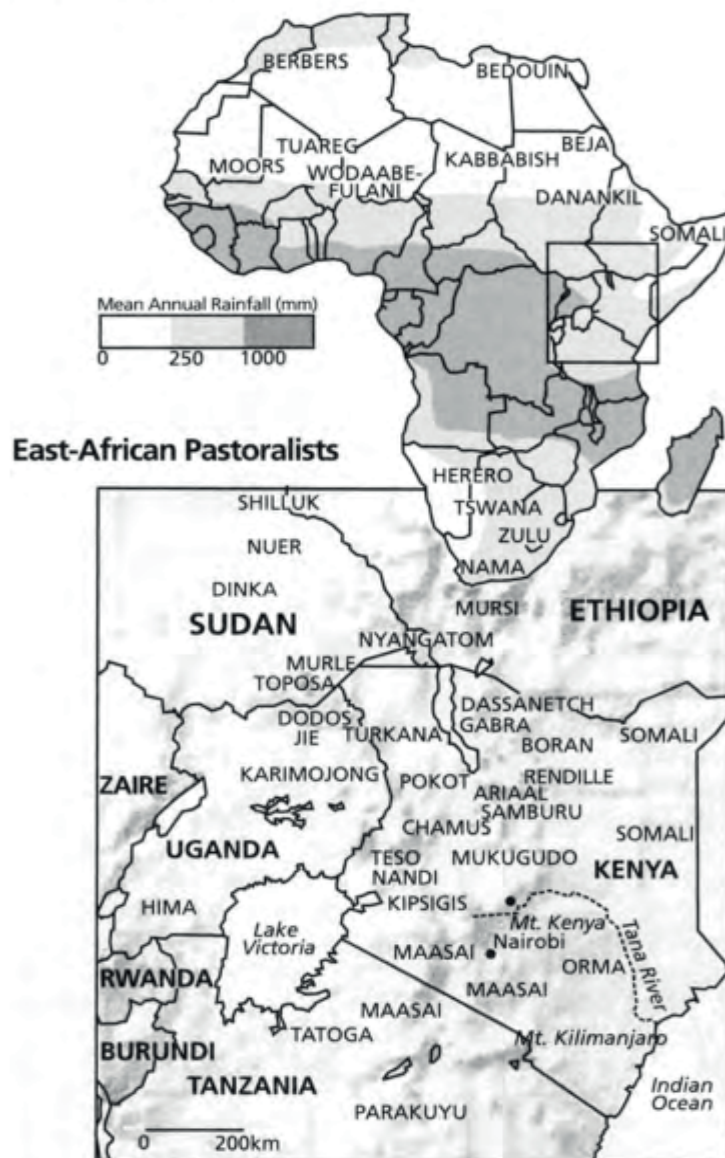 BERBERS
BEDOUIN
TUAREG
BEJA
MOORS
KABBABISH
WODAABE-
FULANI
DANANKIL
SOMALI
Mean Annual Rainfall (mm)
0 250 1000
East-African Pastoralists
HERERO
TSWANA
ZULU
NAMA
SHILLUK
NUER
DINKA
MURSI
ETHIOPIA
SUDAN
NYANGATOM
MURLE
TOPOSA
DASSANETCH
DODOS
GABRA
JIE
TURKANA
BORAN
SOMALI
ZAIRE
KARIMOJONG
POKOT
RENDILLE
ARIAAL
SAMBURU
CHAMUS
SOMALI
UGANDA
TESO
MUKUGUDO
KENYA
NANDI
HIMA
KIPSIGIS
Lake
Victoria
Mt. Kenya
Tana River
MAASAI
Nairobi
RWANDA
ORMA
MAASAI
MAASAI
TATOGA
BURUNDI
Mt. Kilimanjaro
TANZANIA
Indian
Ocean
PARAKUYU
0 200km